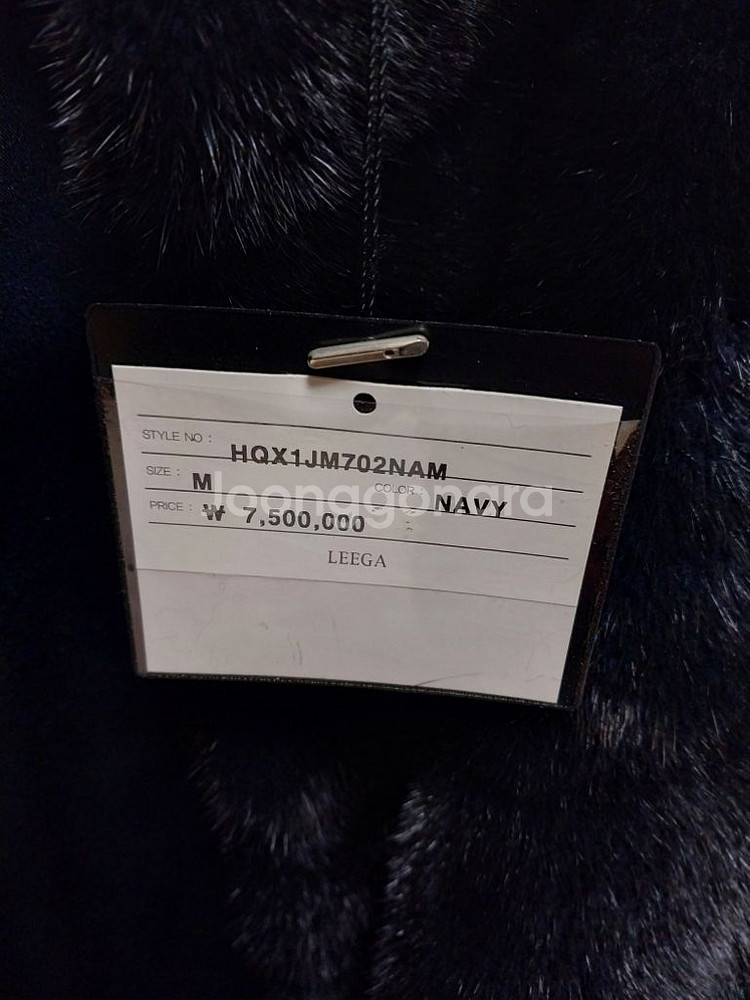 STYLE NO : HQX1JM702NAM
SIZE : M COLOR : NAVY
PRICE : ₩ 7,500,000 :
LEEGA
Joonggonara